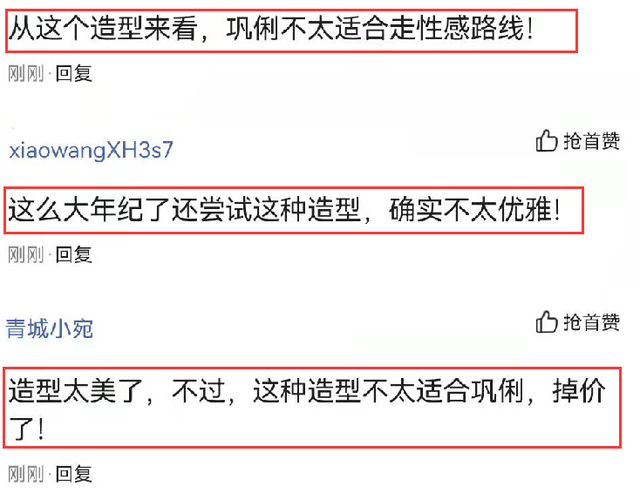 从这个造型来看，巩俐不太适合走性感路线！
刚刚·回复
xiaowangXH3s7
抢首赞
这么大年纪了还尝试这种造型，确实不太优雅！
刚刚·回复
青城小宛
抢首赞
造型太美了，不过，这种造型不太适合巩俐，掉价
了！
刚刚·回复